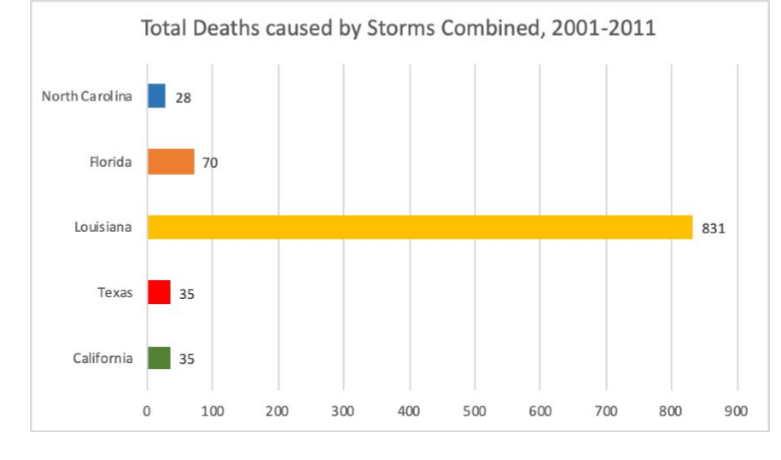 Total Deaths caused by Storms Combined, 2001-2011
North Carolina 28
Florida 70
Louisiana 831
Texas 35
California 35
0 100 200 300 400 500 600 700 800 900